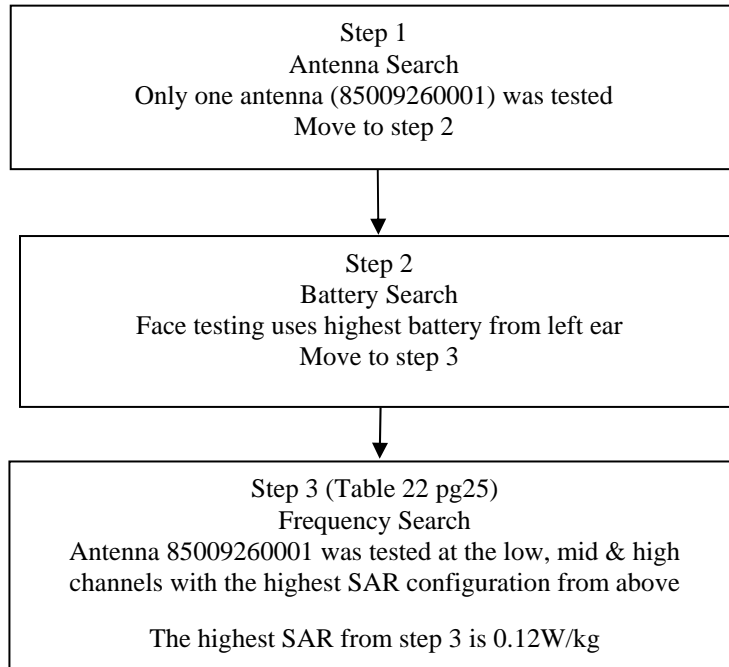 Step 1
Antenna Search
Only one antenna (85009260001) was tested
Move to step 2
Step 2
Battery Search
Face testing uses highest battery from left ear
Move to step 3
Step 3 (Table 22 pg25)
Frequency Search
Antenna 85009260001 was tested at the low, mid & high
channels with the highest SAR configuration from above
The highest SAR from step 3 is 0.12W/kg